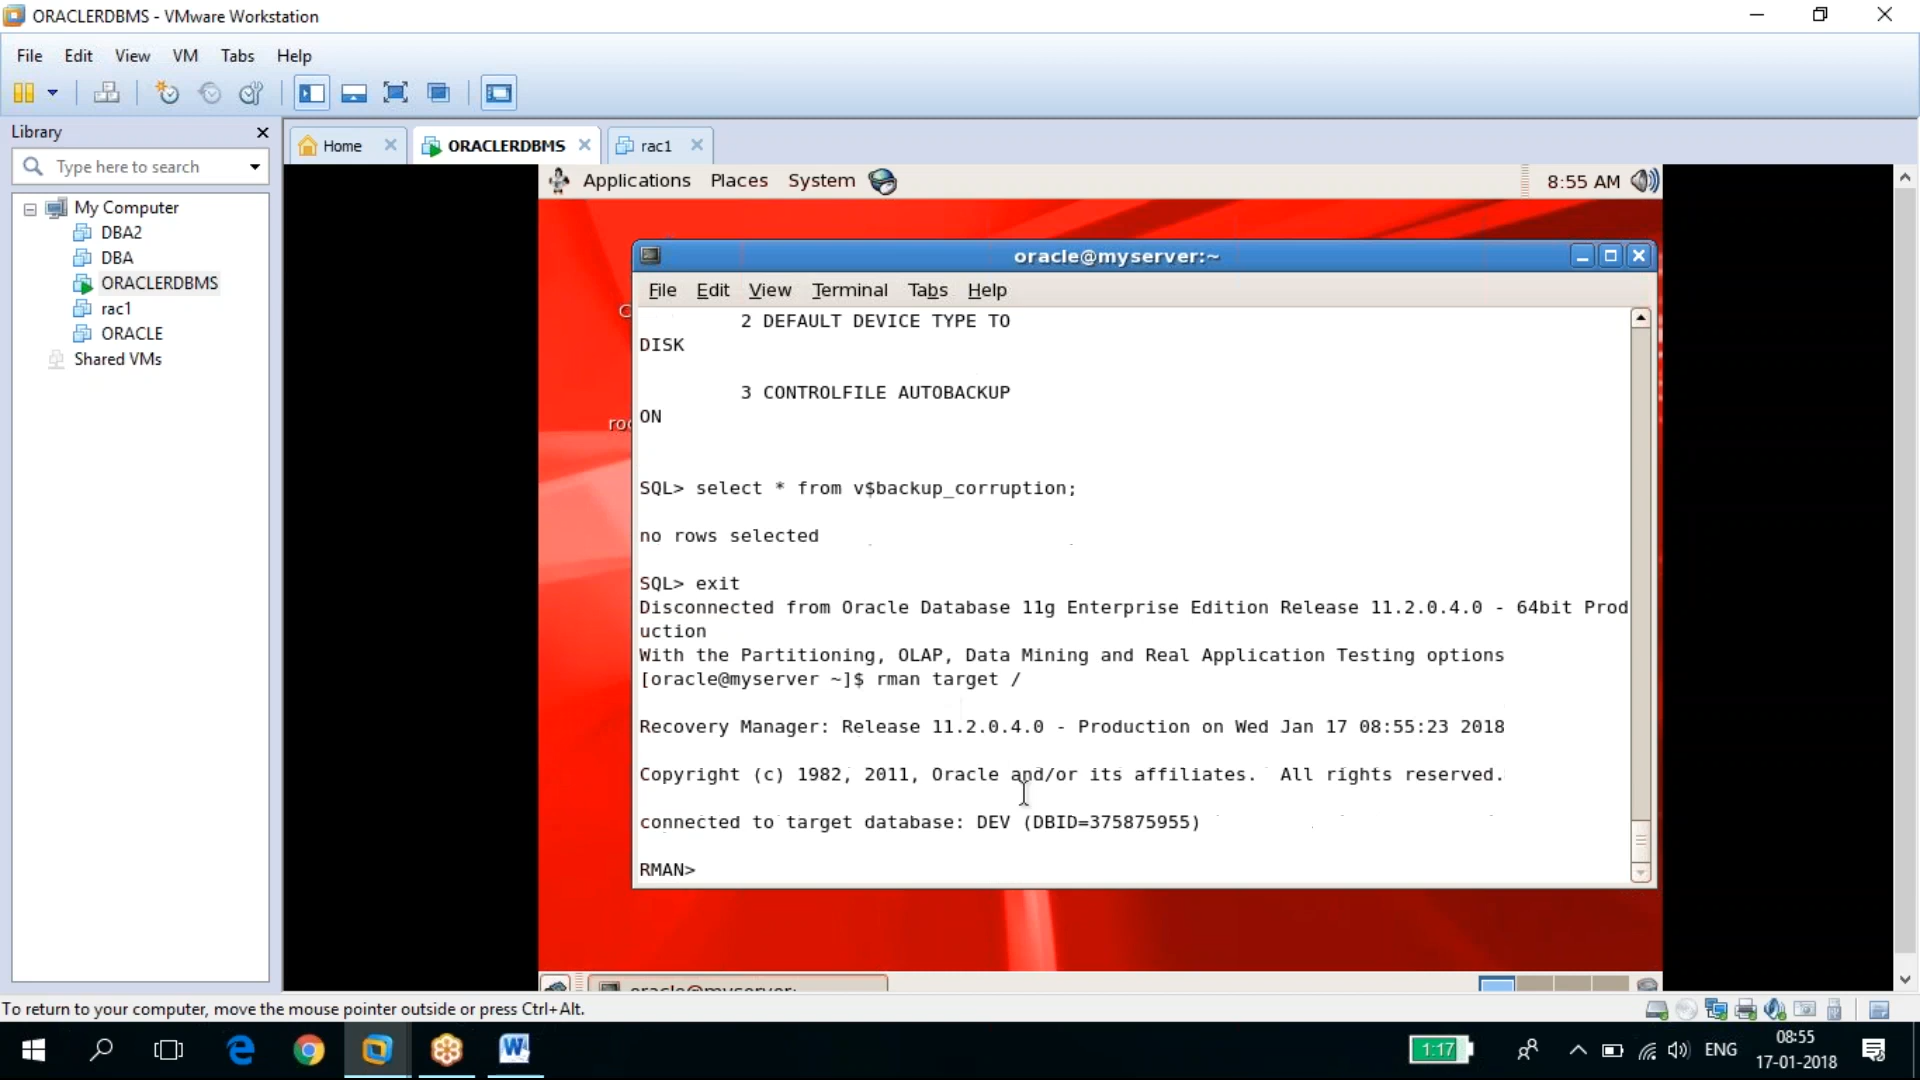 ORACLERDBMS - VMware Workstation
File Edit View VM Tabs Help
Library
Type here to search
My Computer
DBA2
DBA
ORACLERDBMS
rac1
ORACLE
Shared VMs
Home
ORACLERDBMS
rac1
Applications Places System
8:55 AM
oracle@myserver:~
File Edit View Terminal Tabs Help
2 DEFAULT DEVICE TYPE TO
DISK
3 CONTROLFILE AUTOBACKUP
ON
SQL> select * from v$backup_corruption;
no rows selected
SQL> exit
Disconnected from Oracle Database 11g Enterprise Edition Release 11.2.0.4.0 - 64bit Prod
uction
With the Partitioning, OLAP, Data Mining and Real Application Testing options
[oracle@myserver ~]$ rman target /
Recovery Manager: Release 11.2.0.4.0 - Production on Wed Jan 17 08:55:23 2018
Copyright (c) 1982, 2011, Oracle and/or its affiliates.  All rights reserved.
connected to target database: DEV (DBID=375875955)
RMAN>
oracle@myserver:
To return to your computer, move the mouse pointer outside or press Ctrl+Alt.
1:17
ENG
08:55
17-01-2018